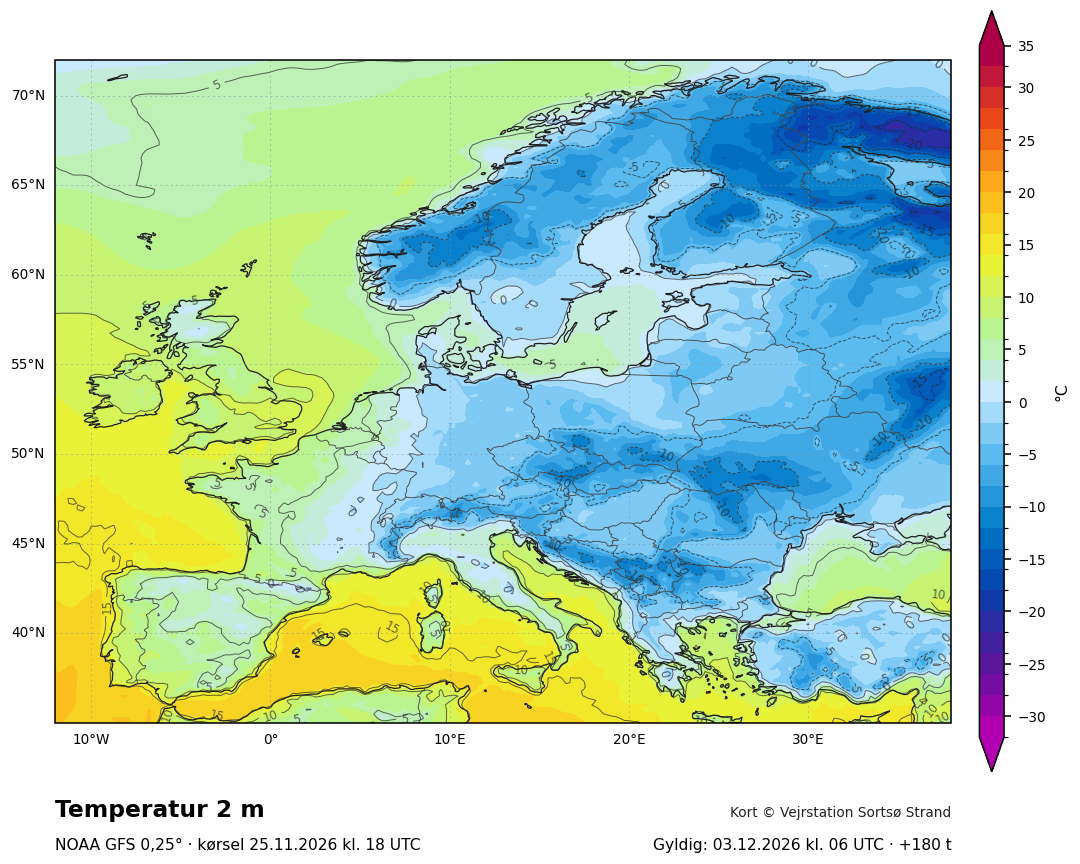 35
30
25
20
15
10
5
0
−5
−10
−15
−20
−25
−30
°C
70°N
65°N
60°N
55°N
50°N
45°N
40°N
10°W 0° 10°E 20°E 30°E
Temperatur 2 m
Kort © Vejrstation Sortsø Strand
NOAA GFS 0,25° · kørsel 25.11.2026 kl. 18 UTC
Gyldig: 03.12.2026 kl. 06 UTC · +180 t